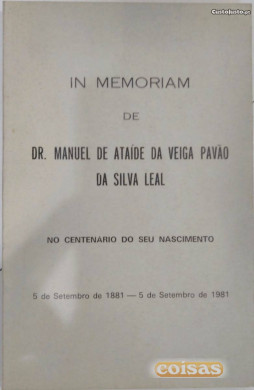 IN MEMORIAM
DE
DR. MANUEL DE ATAÍDE DA VEIGA PAVÃO
DA SILVA LEAL
NO CENTENARIO DO SEU NASCIMENTO
5 de Setembro de 1881 — 5 de Setembro de 1981
coisas